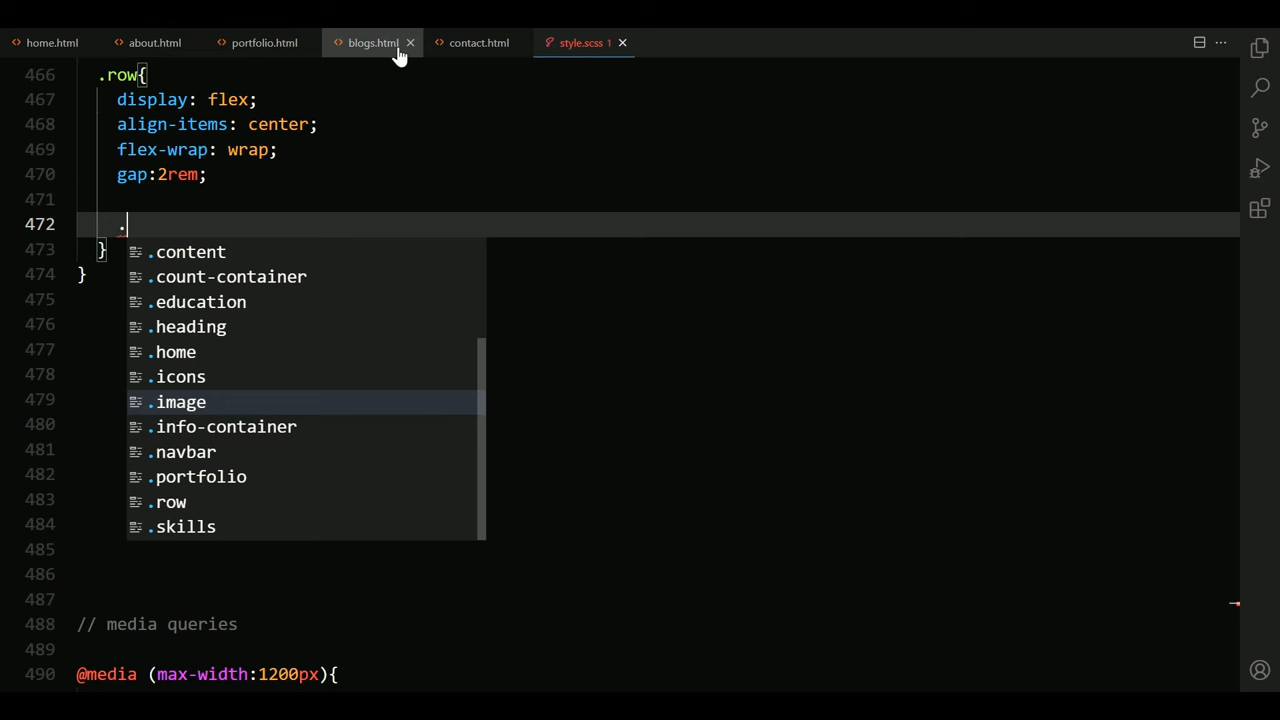 home.html about.html portfolio.html blogs.html contact.html style.scss 1
466 .row{
467 display: flex;
468 align-items: center;
469 flex-wrap: wrap;
470 gap:2rem;
471
472 .
473 }
.content
474 }
.count-container
475
.education
476
.heading
477
.home
478
.icons
479
.image
480
.info-container
481
.navbar
482
.portfolio
483
.row
484
.skills
485
486
487
488 // media queries
489
490 @media (max-width:1200px){